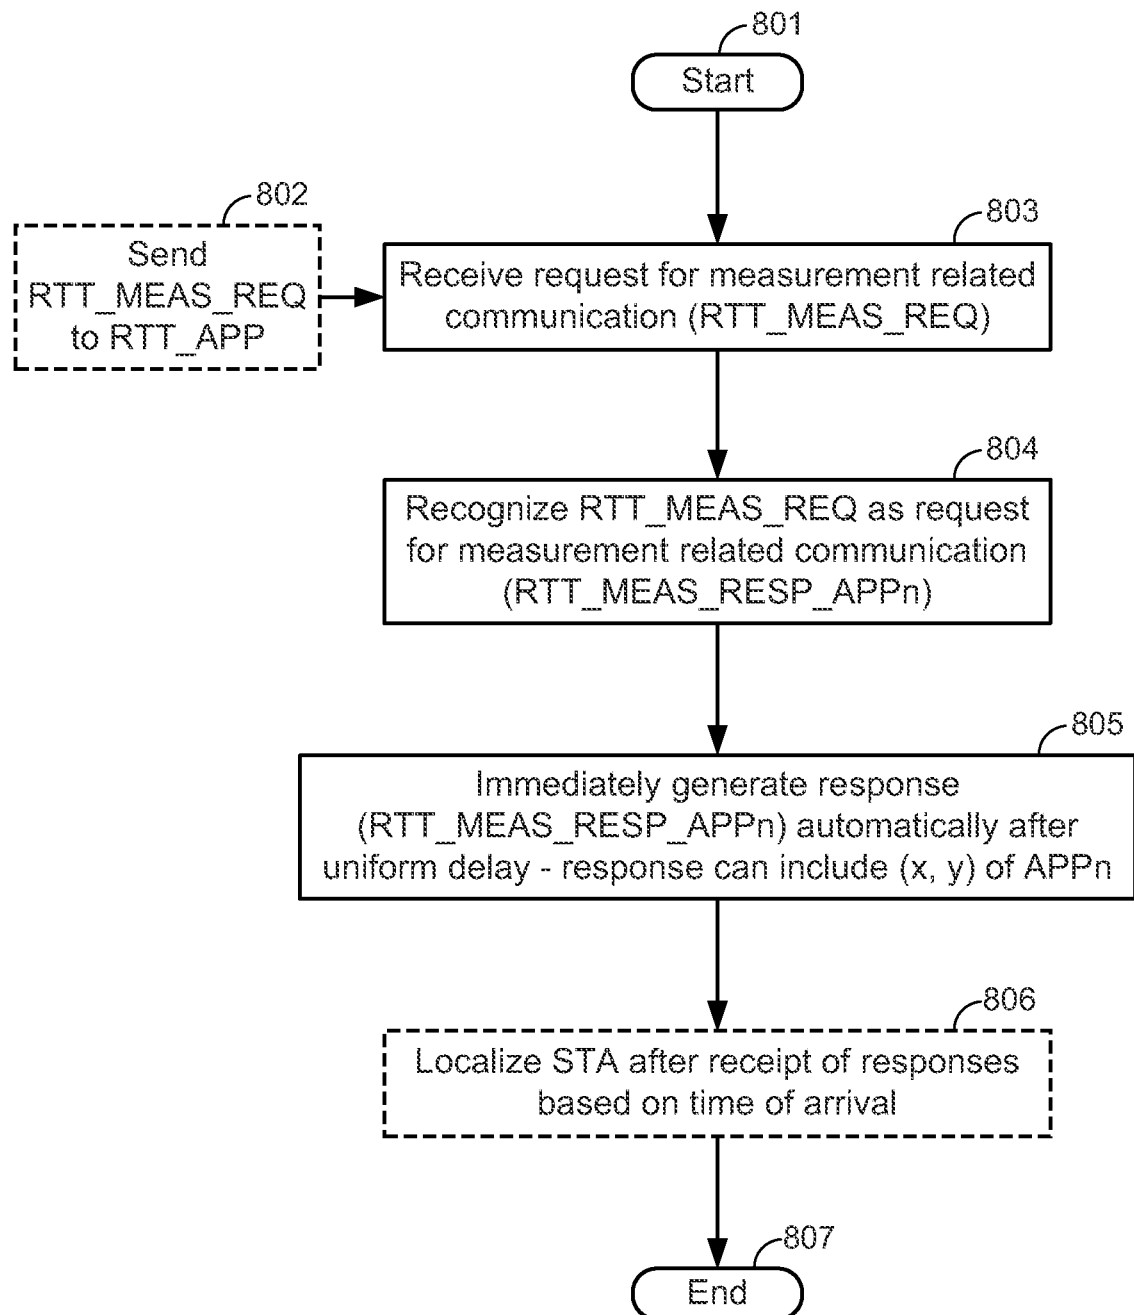 801
Start
802
Send
RTT_MEAS_REQ
to RTT_APP
803
Receive request for measurement related
communication (RTT_MEAS_REQ)
804
Recognize RTT_MEAS_REQ as request
for measurement related communication
(RTT_MEAS_RESP_APPn)
805
Immediately generate response
(RTT_MEAS_RESP_APPn) automatically after
uniform delay - response can include (x, y) of APPn
806
Localize STA after receipt of responses
based on time of arrival
807
End